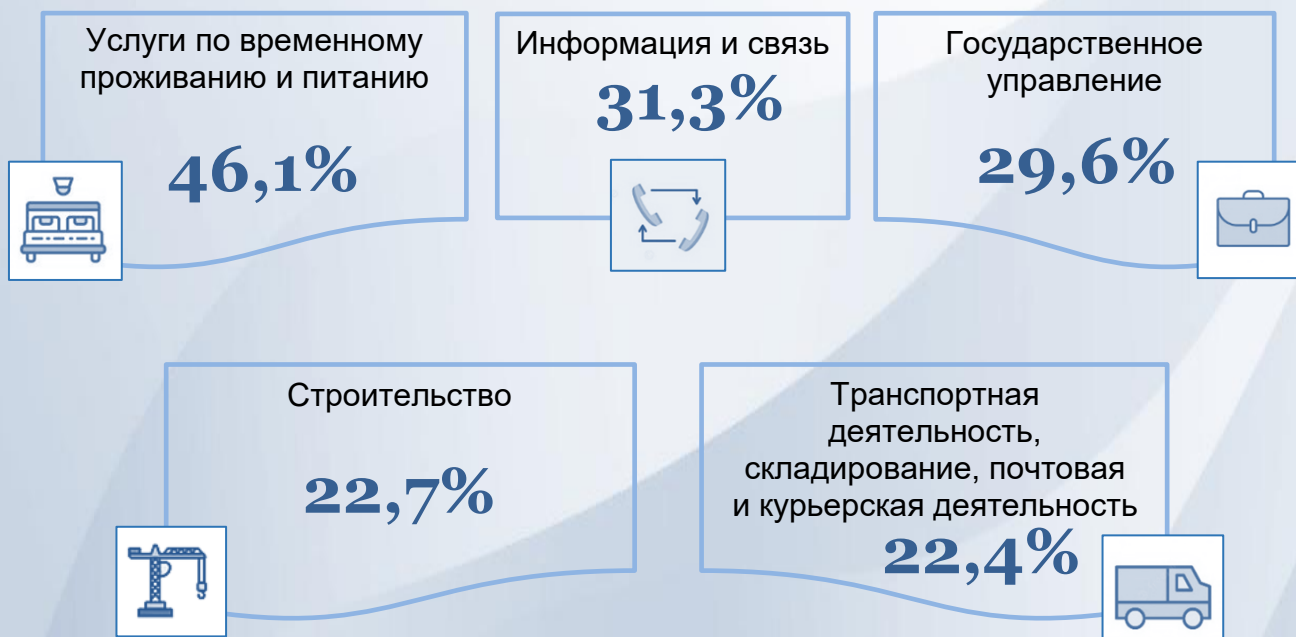 Услуги по временному
проживанию и питанию
46,1%
Информация и связь
31,3%
Государственное
управление
29,6%
Строительство
22,7%
Транспортная
деятельность,
складирование, почтовая
и курьерская деятельность
22,4%